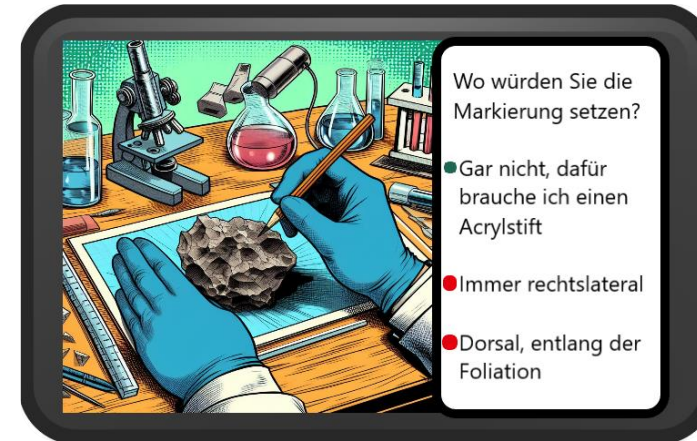 Wo würden Sie die
Markierung setzen?
Gar nicht, dafür
brauche ich einen
Acrylstift
Immer rechtslateral
Dorsal, entlang der
Foliation